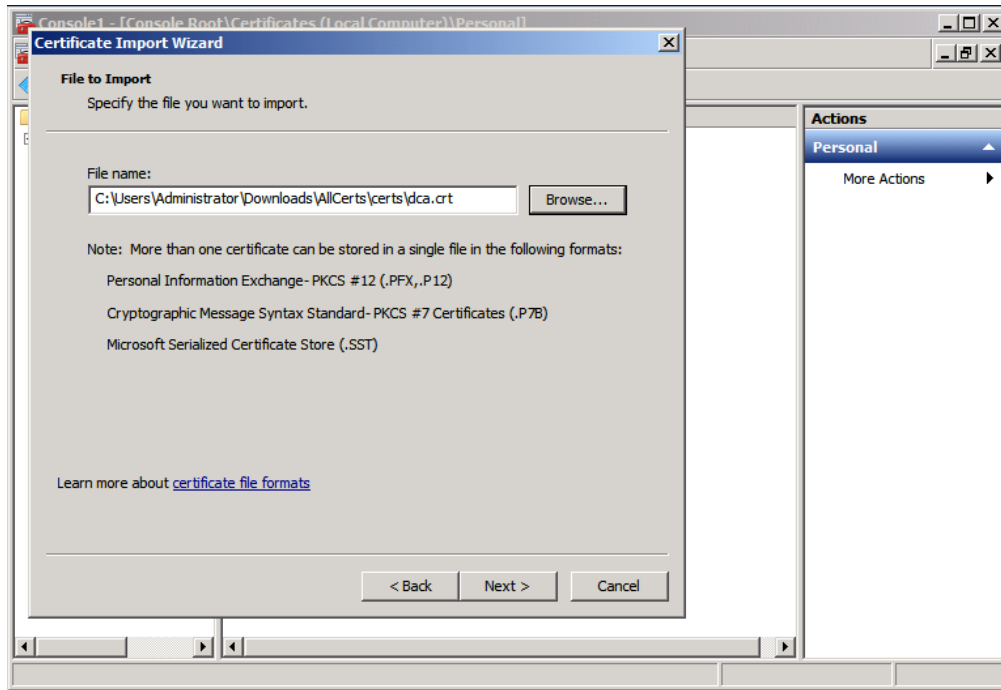 Console1 - [Console Root\Certificates (Local Computer)\Personal]
Certificate Import Wizard
File to Import
Specify the file you want to import.
File name:
C:\Users\Administrator\Downloads\AllCerts\certs\dca.crt
Browse...
Note: More than one certificate can be stored in a single file in the following formats:
Personal Information Exchange- PKCS #12 (.PFX,.P12)
Cryptographic Message Syntax Standard- PKCS #7 Certificates (.P7B)
Microsoft Serialized Certificate Store (.SST)
Learn more about certificate file formats
< Back
Next >
Cancel
Actions
Personal
More Actions